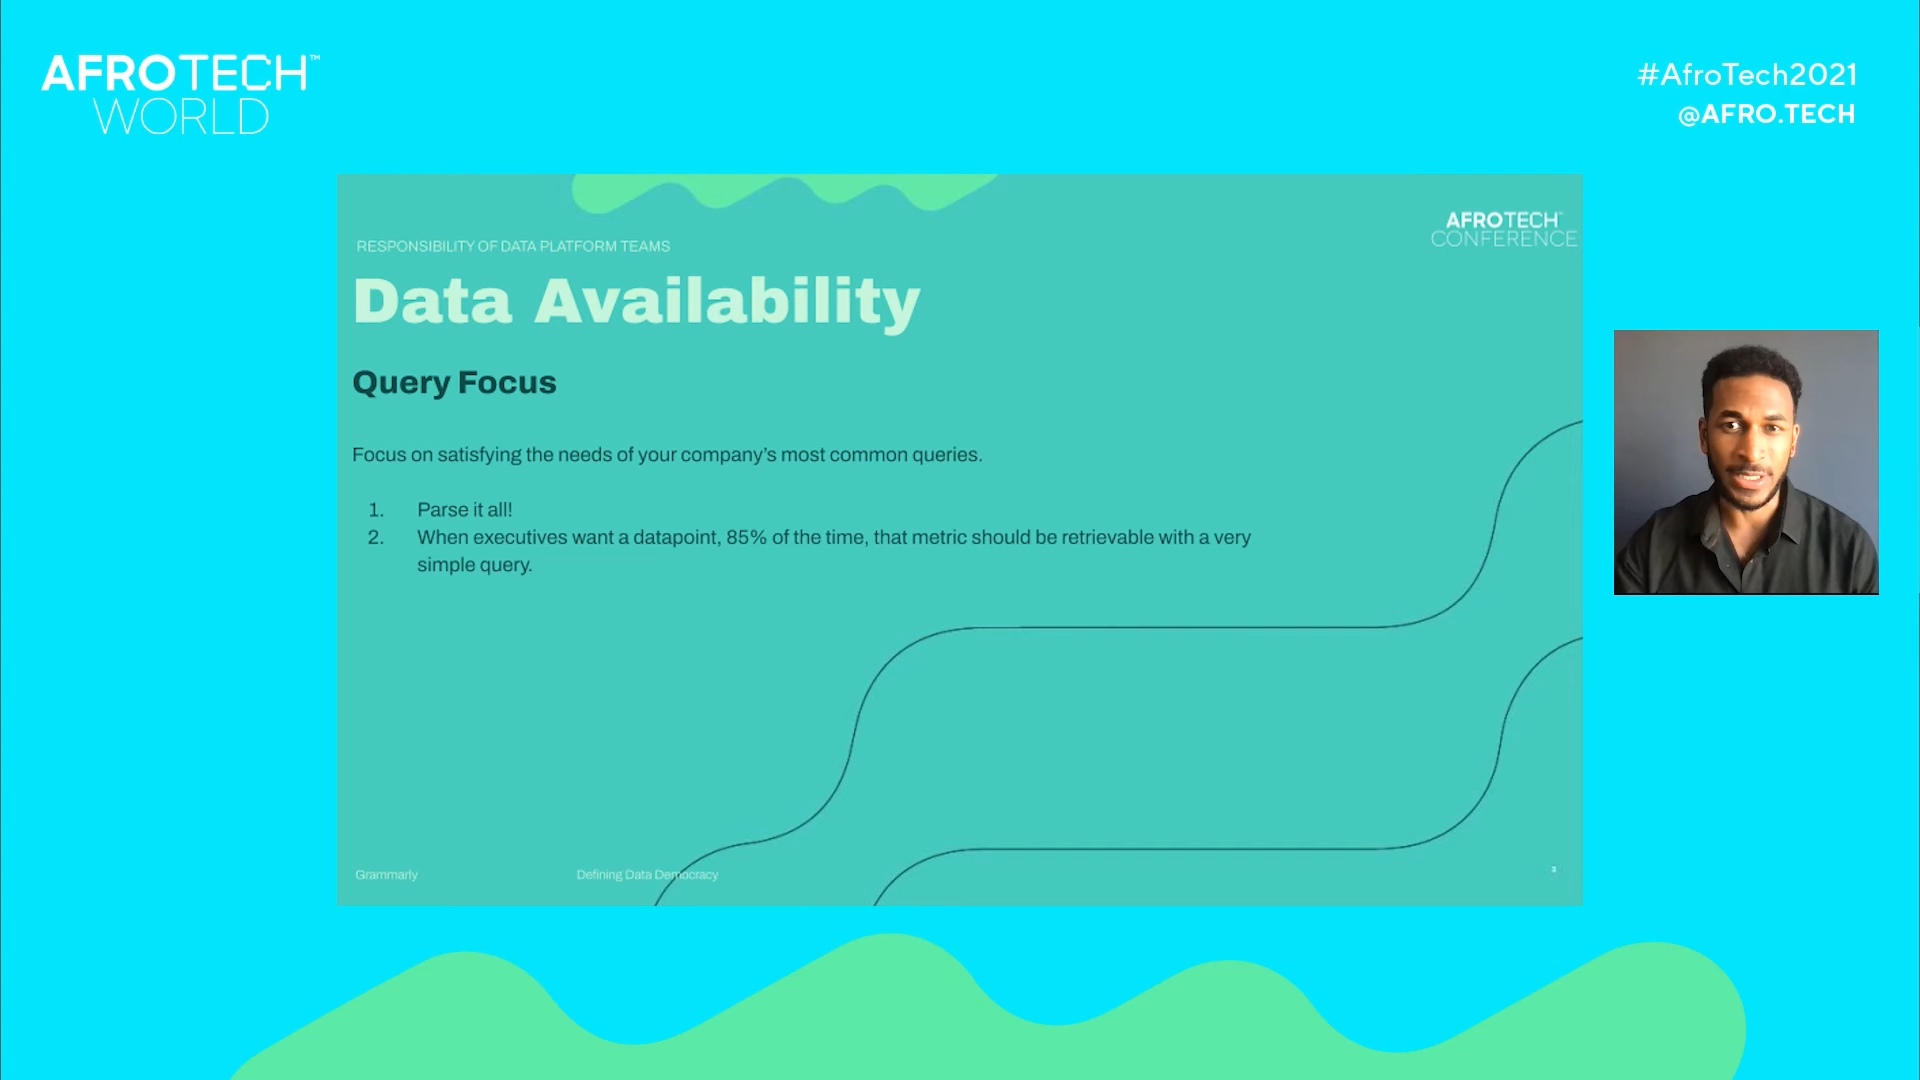 AFROTECH™
WORLD
#AfroTech2021
@AFRO.TECH
AFROTECH™
CONFERENCE
RESPONSIBILITY OF DATA PLATFORM TEAMS
Data Availability
Query Focus
Focus on satisfying the needs of your company’s most common queries.
1. Parse it all!
2. When executives want a datapoint, 85% of the time, that metric should be retrievable with a very
simple query.
Grammarly
Defining Data Democracy
3